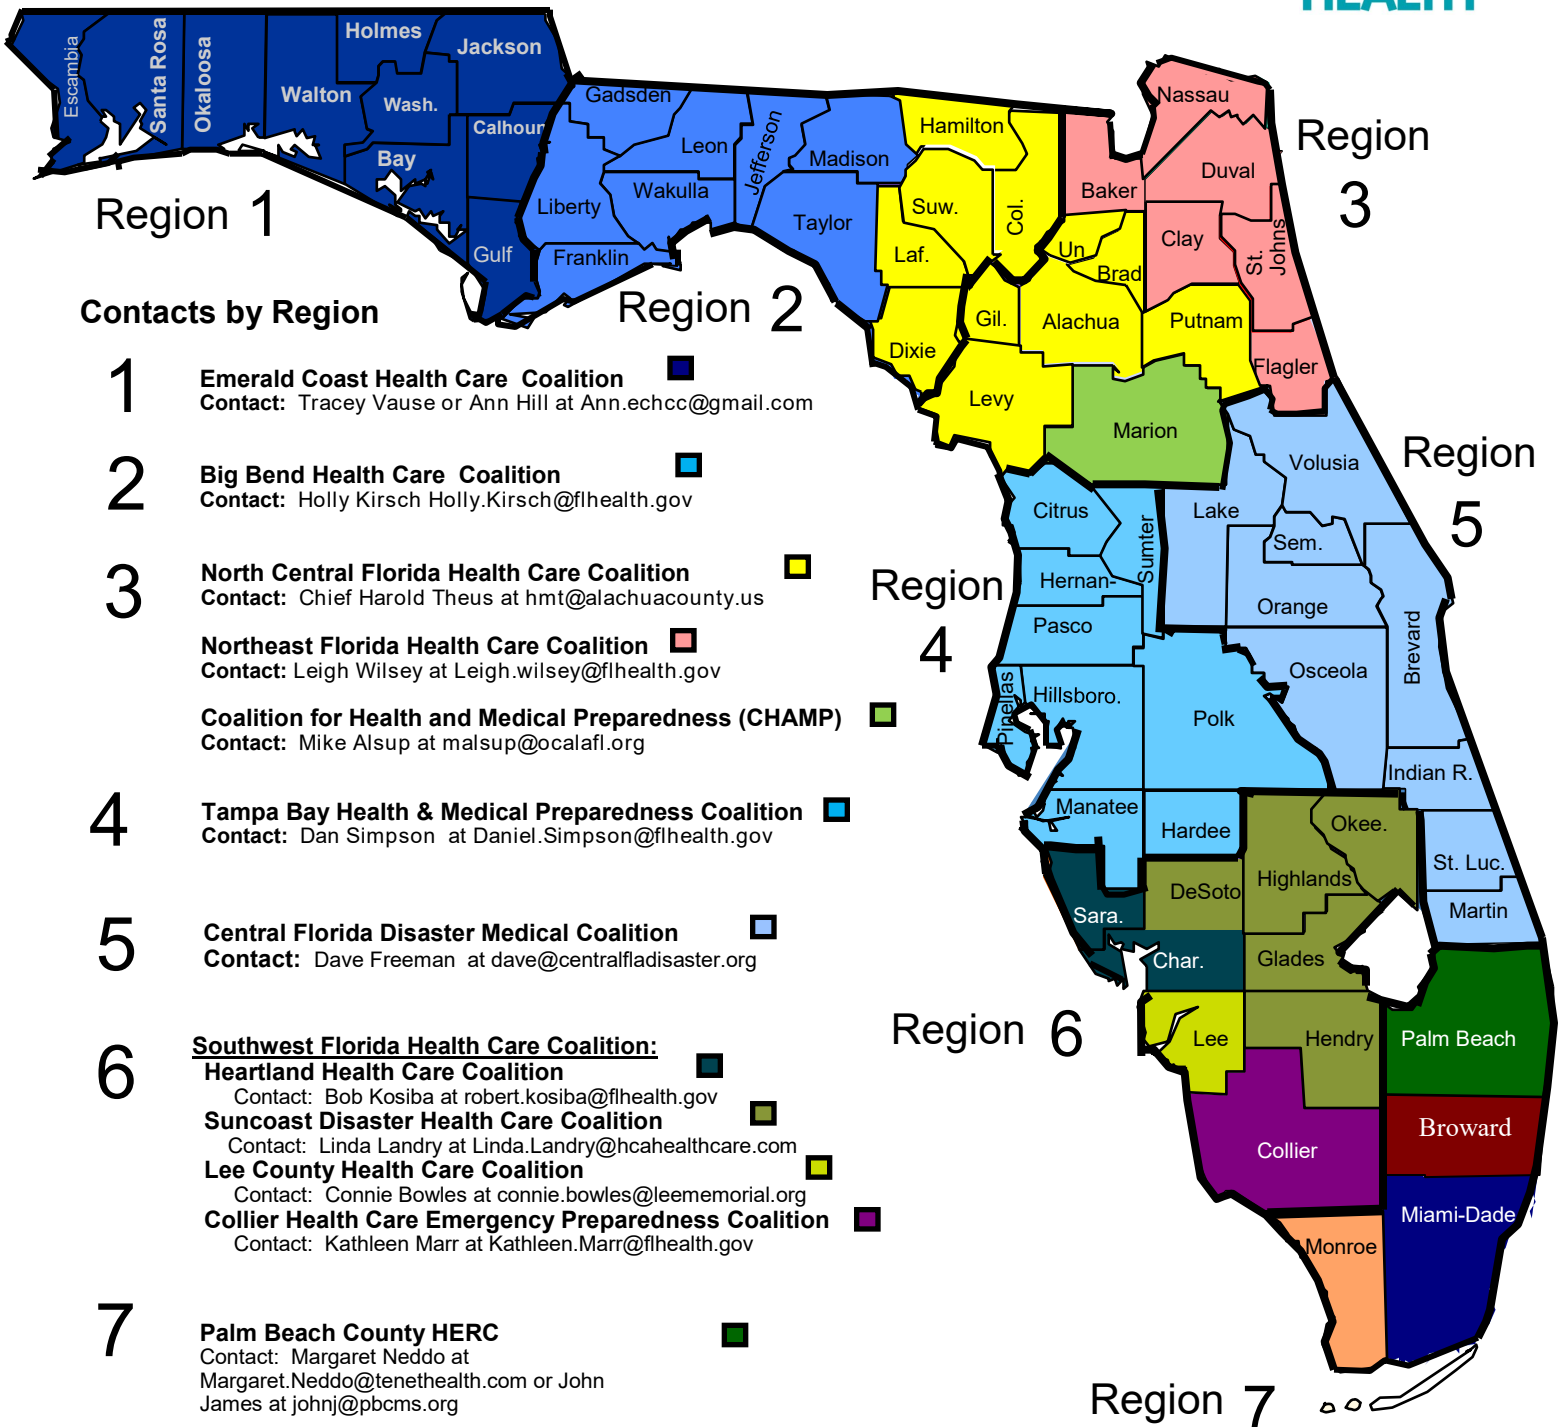 HEALTH
Holmes
Jackson
Escambia
Santa Rosa
Okaloosa
Walton
Wash.
Calhoun
Bay
Gulf
Region 1
Gadsden
Leon
Jefferson
Madison
Liberty
Wakulla
Taylor
Franklin
Region 2
Hamilton
Suw.
Col.
Laf.
Dixie
Gil.
Un
Brad
Alachua
Putnam
Levy
Marion
Nassau
Baker
Duval
Clay
St.
Johns
Flagler
Region
3
Volusia
Lake
Sem.
Orange
Brevard
Osceola
Indian R.
St. Luc.
Martin
Region
5
Citrus
Sumter
Hernan-
Pasco
Pinellas
Hillsboro.
Polk
Manatee
Hardee
Region
4
Okee.
Highlands
DeSoto
Sara.
Char.
Glades
Lee
Hendry
Collier
Region 6
Palm Beach
Broward
Miami-Dade
Monroe
Region 7
Contacts by Region
1
Emerald Coast Health Care Coalition
Contact: Tracey Vause or Ann Hill at Ann.echcc@gmail.com
2
Big Bend Health Care Coalition
Contact: Holly Kirsch Holly.Kirsch@flhealth.gov
3
North Central Florida Health Care Coalition
Contact: Chief Harold Theus at hmt@alachuacounty.us
Northeast Florida Health Care Coalition
Contact: Leigh Wilsey at Leigh.wilsey@flhealth.gov
Coalition for Health and Medical Preparedness (CHAMP)
Contact: Mike Alsup at malsup@ocalafl.org
4
Tampa Bay Health & Medical Preparedness Coalition
Contact: Dan Simpson at Daniel.Simpson@flhealth.gov
5
Central Florida Disaster Medical Coalition
Contact: Dave Freeman at dave@centralfladisaster.org
6
Southwest Florida Health Care Coalition:
Heartland Health Care Coalition
Contact: Bob Kosiba at robert.kosiba@flhealth.gov
Suncoast Disaster Health Care Coalition
Contact: Linda Landry at Linda.Landry@hcahealthcare.com
Lee County Health Care Coalition
Contact: Connie Bowles at connie.bowles@leememorial.org
Collier Health Care Emergency Preparedness Coalition
Contact: Kathleen Marr at Kathleen.Marr@flhealth.gov
7
Palm Beach County HERC
Contact: Margaret Neddo at
Margaret.Neddo@tenethealth.com or John
James at johnj@pbcms.org